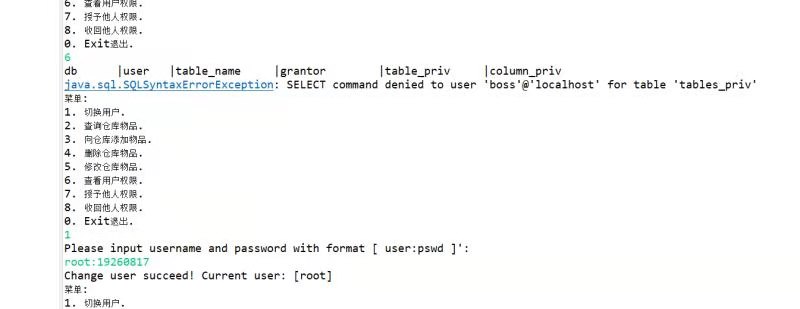 6. 查看用户权限.
7. 授予他人权限.
8. 收回他人权限.
0. Exit退出.
6
db |user |table_name |grantor |table_priv |column_priv
java.sql.SQLSyntaxErrorException: SELECT command denied to user 'boss'@'localhost' for table 'tables_priv'
菜单:
1. 切换用户.
2. 查询仓库物品.
3. 向仓库添加物品.
4. 删除仓库物品.
5. 修改仓库物品.
6. 查看用户权限.
7. 授予他人权限.
8. 收回他人权限.
0. Exit退出.
1
Please input username and password with format [ user:pswd ]':
root:19260817
Change user succeed! Current user: [root]
菜单:
1. 切换用户.